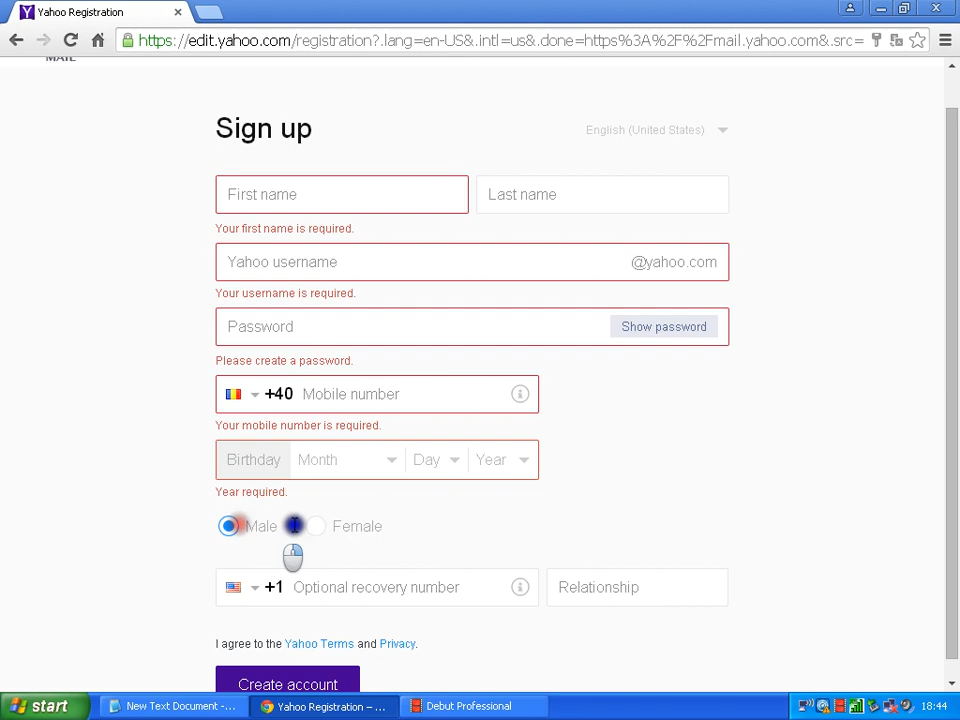 Yahoo Registration
https://edit.yahoo.com/registration?.lang=en-US&.intl=us&.done=https%3A%2F%2Fmail.yahoo.com&.src=
MAIL
Sign up
English (United States)
First name
Last name
Your first name is required.
Yahoo username
@yahoo.com
Your username is required.
Password
Show password
Please create a password.
+40 Mobile number
Your mobile number is required.
Birthday Month Day Year
Year required.
Male Female
+1 Optional recovery number
Relationship
I agree to the Yahoo Terms and Privacy.
Create account
start
New Text Document -...
Yahoo Registration – ...
Debut Professional
18:44